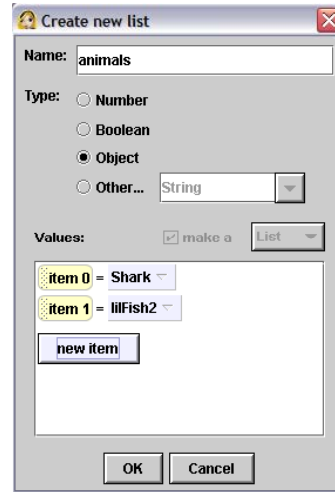 Create new list
Name: animals
Type: Number
Boolean
Object
Other... String
Values: make a List
item 0 = Shark
item 1 = lilFish2
new item
OK Cancel